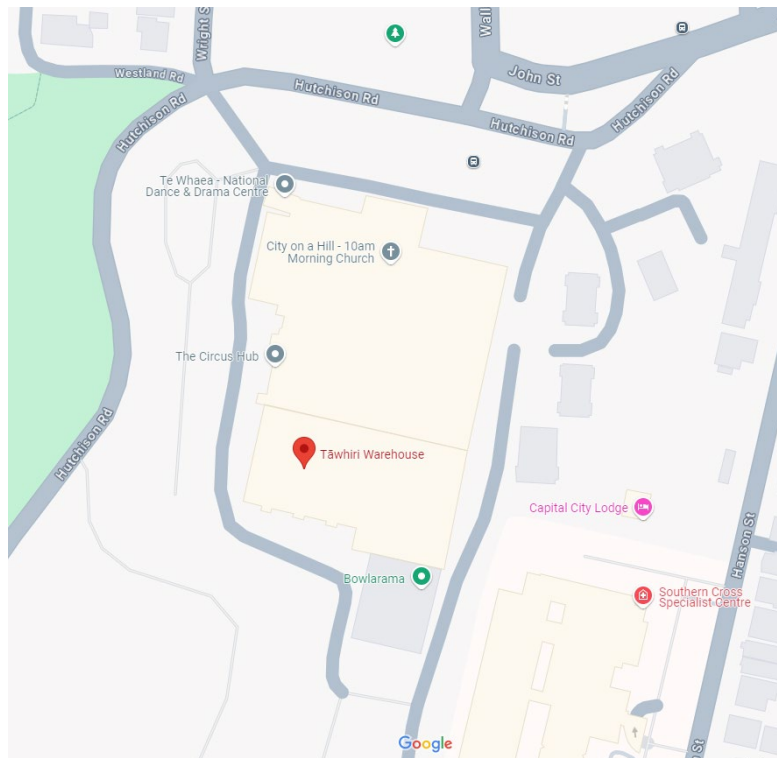 Wright S
Wall
Westland Rd
John St
Hutchison Rd
Hutchison Rd
Hutchison Rd
Hutchison Rd
Te Whaea - National
Dance & Drama Centre
City on a Hill - 10am
Morning Church
The Circus Hub
Hutchison Rd
Tāwhiri Warehouse
Capital City Lodge
Hanson St
Bowlarama
Southern Cross
Specialist Centre
Google
n St